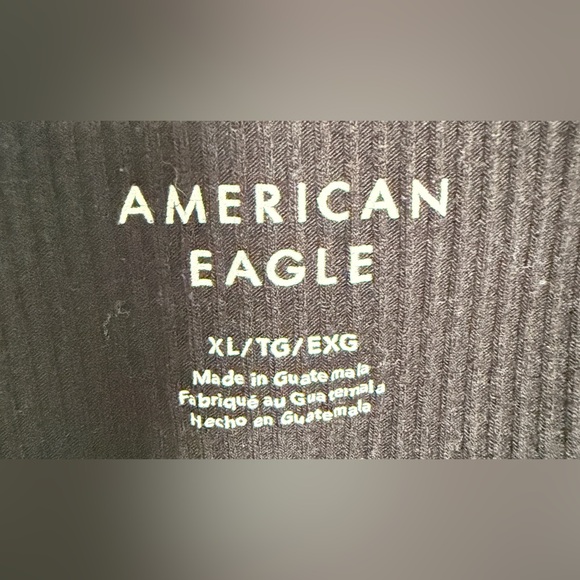 AMERICAN
EAGLE
XL/TG/EXG
Made in Guatemala
Fabriqué au Guatemala
Hecho en Guatemala